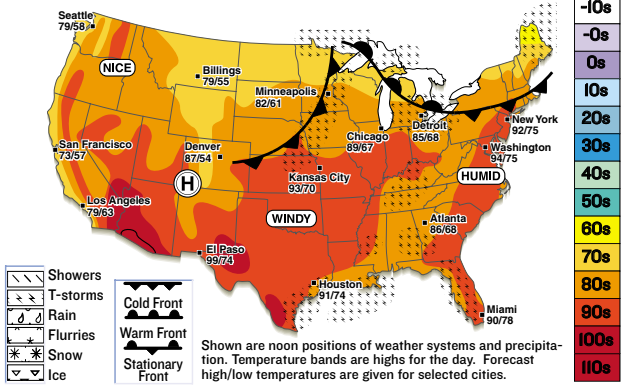 Seattle
79/58
NICE
Billings
79/55
Minneapolis
82/61
Detroit
85/68
New York
92/75
Chicago
89/67
Washington
94/75
San Francisco
73/57
Denver
87/54
H
Kansas City
93/70
HUMID
Los Angeles
79/63
WINDY
Atlanta
86/68
El Paso
99/74
Houston
91/74
Miami
90/78
-10s
-0s
0s
10s
20s
30s
40s
50s
60s
70s
80s
90s
100s
110s
Showers
T-storms
Rain
Flurries
Snow
Ice
Cold Front
Warm Front
Stationary
Front
Shown are noon positions of weather systems and precipita-
tion. Temperature bands are highs for the day. Forecast
high/low temperatures are given for selected cities.